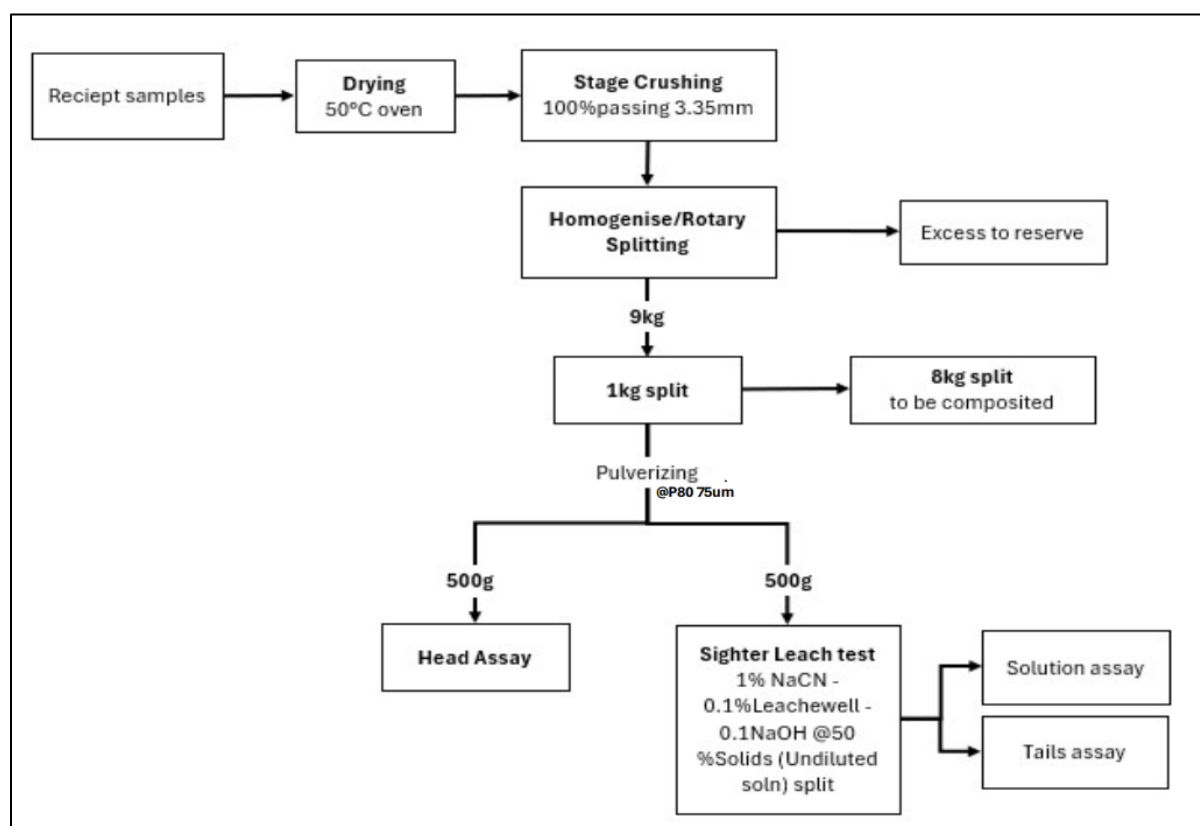 Reciept samples
Drying
50°C oven
Stage Crushing
100%passing 3.35mm
Homogenise/Rotary
Splitting
Excess to reserve
9kg
1kg split
8kg split
to be composited
Pulverizing
@P80 75um
500g
500g
Head Assay
Sighter Leach test
1% NaCN -
0.1%Leachewell -
0.1NaOH @50
%Solids (Undiluted
soln) split
Solution assay
Tails assay